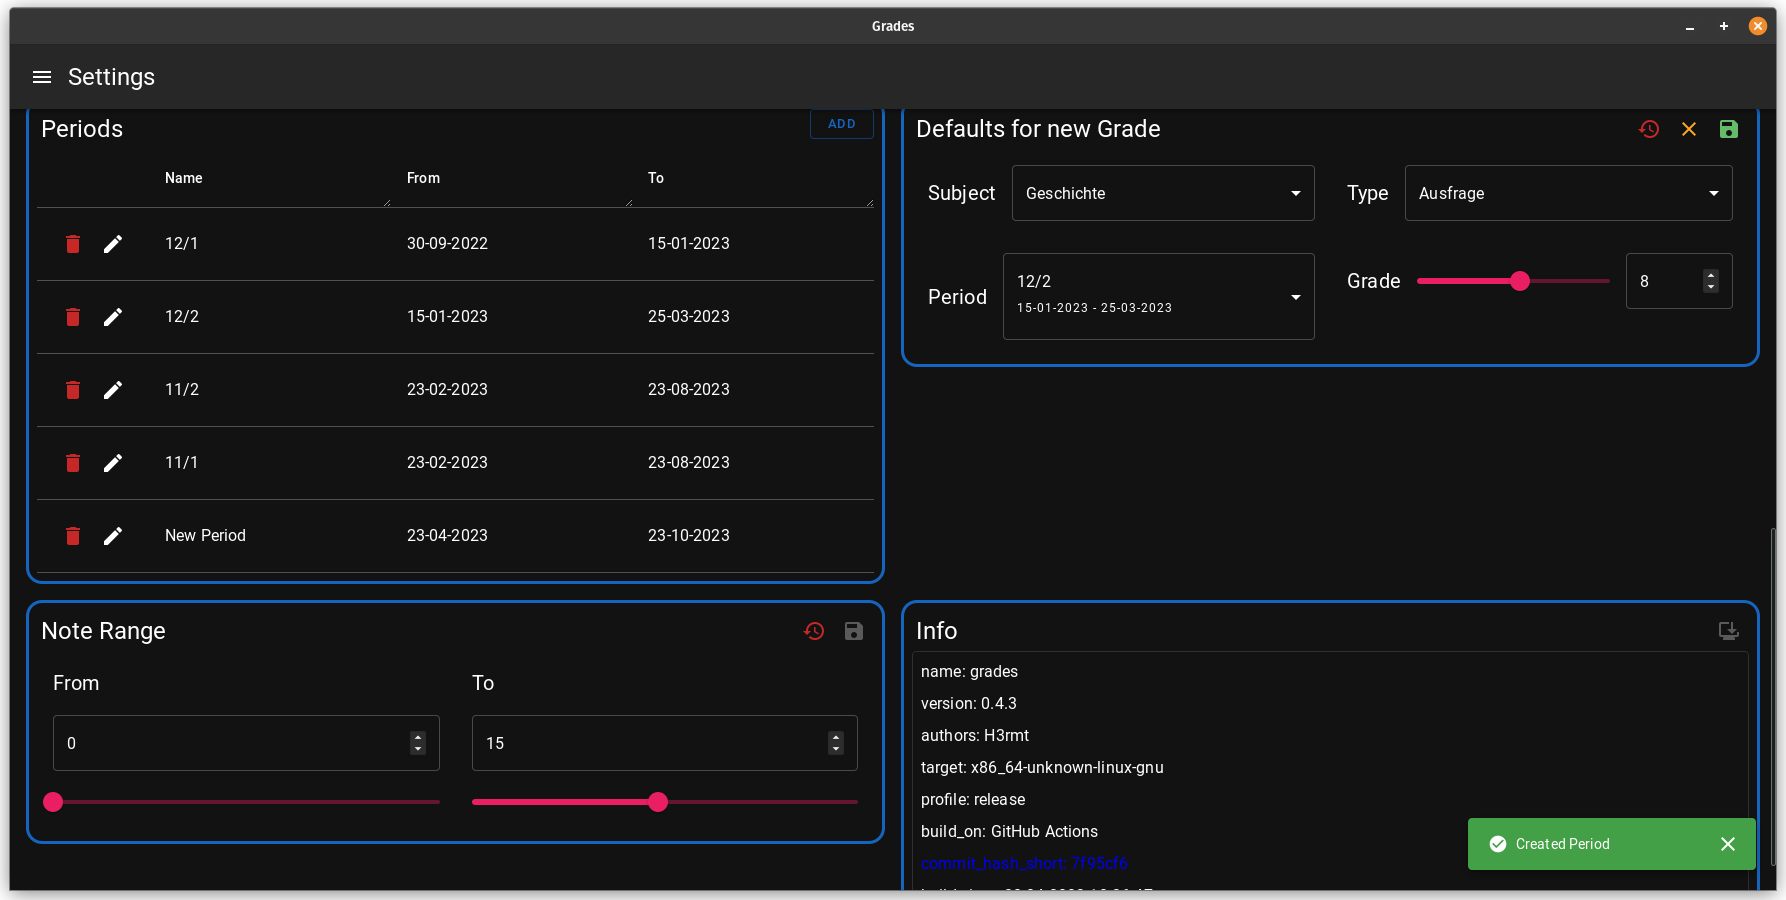 Grades
Settings
Periods
ADD
Name From To
12/1 30-09-2022 15-01-2023
12/2 15-01-2023 25-03-2023
11/2 23-02-2023 23-08-2023
11/1 23-02-2023 23-08-2023
New Period 23-04-2023 23-10-2023
Defaults for new Grade
Subject Geschichte
Type Ausfrage
Period 12/2
15-01-2023 - 25-03-2023
Grade 8
Note Range
From To
0 15
Info
name: grades
version: 0.4.3
authors: H3rmt
target: x86_64-unknown-linux-gnu
profile: release
build_on: GitHub Actions
commit_hash_short: 7f95cf6
Created Period